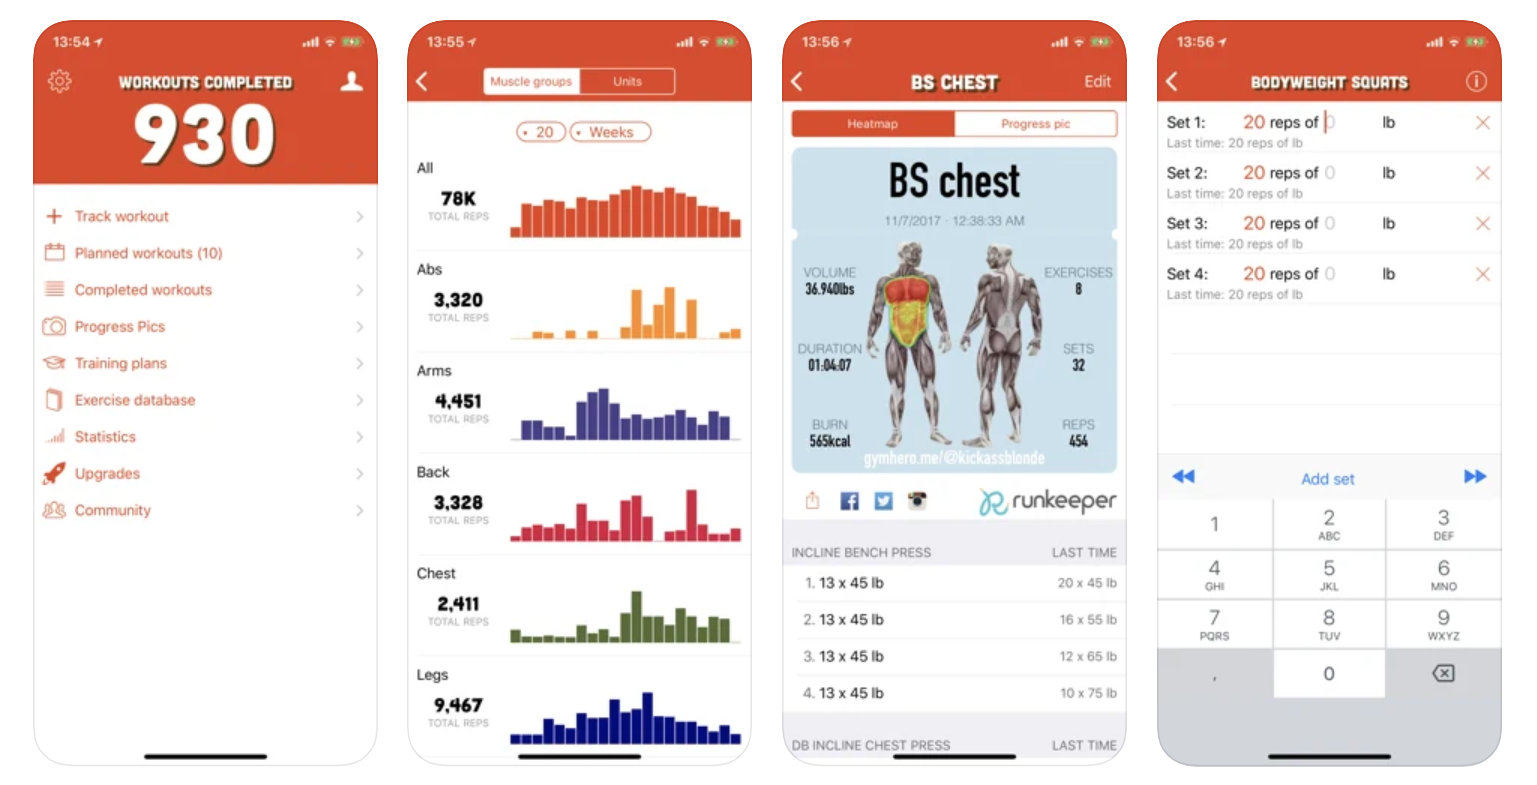 13:54
WORKOUTS COMPLETED
930
Track workout
Planned workouts (10)
Completed workouts
Progress Pics
Training plans
Exercise database
Statistics
Upgrades
Community
13:55
Muscle groups Units
20 Weeks
All
78K
TOTAL REPS
Abs
3,320
TOTAL REPS
Arms
4,451
TOTAL REPS
Back
3,328
TOTAL REPS
Chest
2,411
TOTAL REPS
Legs
9,467
TOTAL REPS
13:56
BS CHEST Edit
Heatmap Progress pic
BS chest
11/7/2017 · 12:38:33 AM
VOLUME EXERCISES
36.940lbs 8
DURATION SETS
01:04:07 32
BURN REPS
565kcal 454
gymhero.me/@kickassblonde
runkeeper
INCLINE BENCH PRESS LAST TIME
1. 13 x 45 lb 20 x 45 lb
2. 13 x 45 lb 16 x 55 lb
3. 13 x 45 lb 12 x 65 lb
4. 13 x 45 lb 10 x 75 lb
DB INCLINE CHEST PRESS LAST TIME
13:56
BODYWEIGHT SQUATS
Set 1: 20 reps of 0 lb
Last time: 20 reps of lb
Set 2: 20 reps of 0 lb
Last time: 20 reps of lb
Set 3: 20 reps of 0 lb
Last time: 20 reps of lb
Set 4: 20 reps of 0 lb
Last time: 20 reps of lb
Add set
1 2 3
ABC DEF
4 5 6
GHI JKL MNO
7 8 9
PQRS TUV WXYZ
, 0